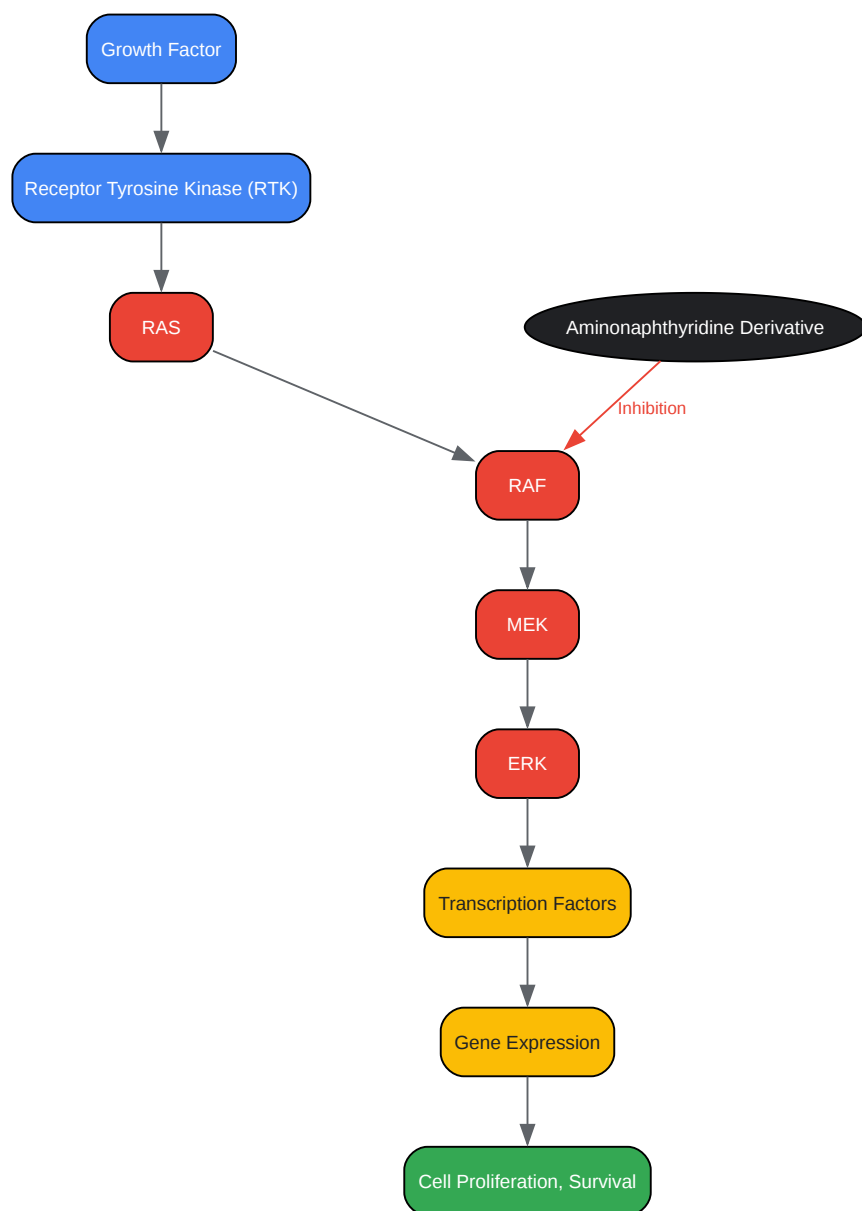 Growth Factor
Receptor Tyrosine Kinase (RTK)
RAS
Aminonaphthyridine Derivative
Inhibition
RAF
MEK
ERK
Transcription Factors
Gene Expression
Cell Proliferation, Survival